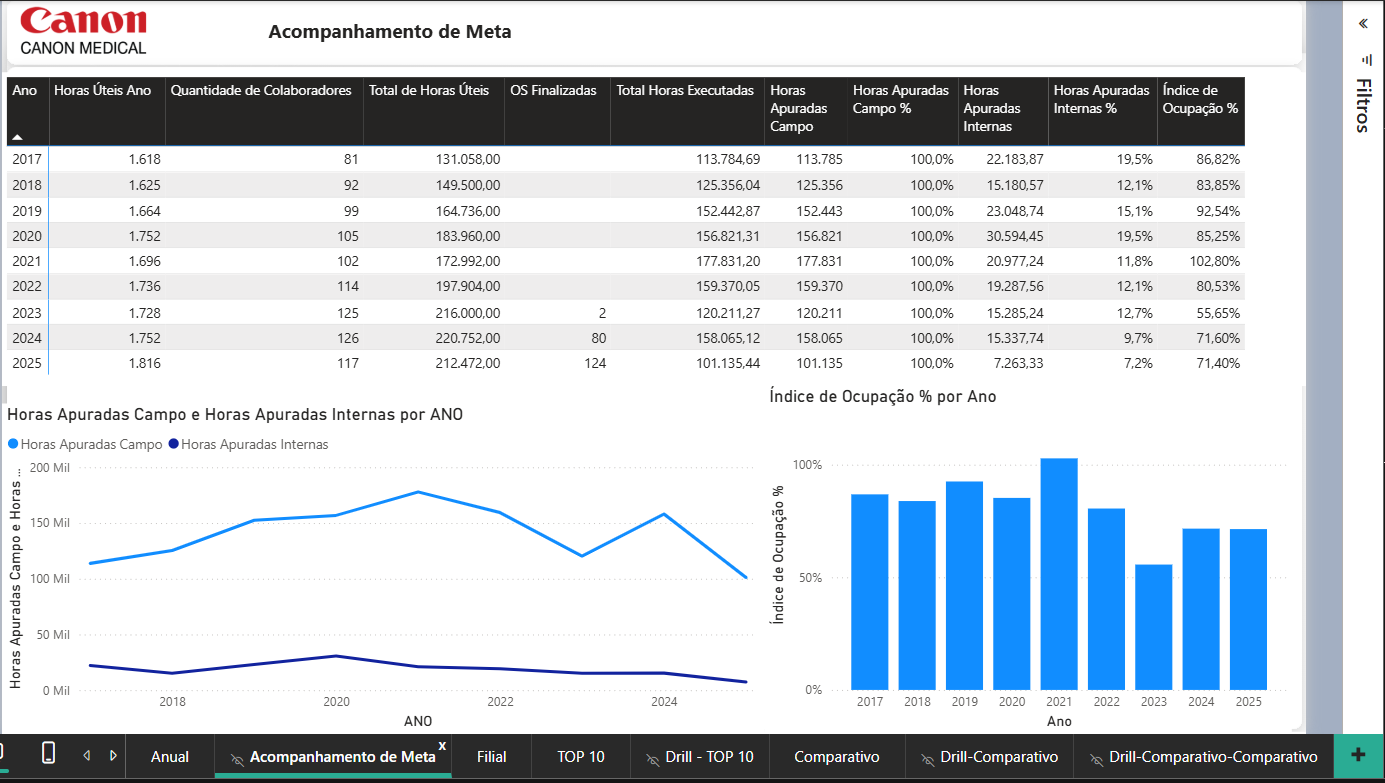 Canon
CANON MEDICAL
Acompanhamento de Meta
Filtros
Ano Horas Úteis Ano Quantidade de Colaboradores Total de Horas Úteis OS Finalizadas Total Horas Executadas Horas Apuradas Campo Horas Apuradas Campo % Horas Apuradas Internas Horas Apuradas Internas % Índice de Ocupação %
2017 1.618 81 131.058,00 113.784,69 113.785 100,0% 22.183,87 19,5% 86,82%
2018 1.625 92 149.500,00 125.356,04 125.356 100,0% 15.180,57 12,1% 83,85%
2019 1.664 99 164.736,00 152.442,87 152.443 100,0% 23.048,74 15,1% 92,54%
2020 1.752 105 183.960,00 156.821,31 156.821 100,0% 30.594,45 19,5% 85,25%
2021 1.696 102 172.992,00 177.831,20 177.831 100,0% 20.977,24 11,8% 102,80%
2022 1.736 114 197.904,00 159.370,05 159.370 100,0% 19.287,56 12,1% 80,53%
2023 1.728 125 216.000,00 2 120.211,27 120.211 100,0% 15.285,24 12,7% 55,65%
2024 1.752 126 220.752,00 80 158.065,12 158.065 100,0% 15.337,74 9,7% 71,60%
2025 1.816 117 212.472,00 124 101.135,44 101.135 100,0% 7.263,33 7,2% 71,40%
Horas Apuradas Campo e Horas Apuradas Internas por ANO
Horas Apuradas Campo Horas Apuradas Internas
Horas Apuradas Campo e Horas ...
200 Mil
150 Mil
100 Mil
50 Mil
0 Mil
2018 2020 2022 2024
ANO
Índice de Ocupação % por Ano
Índice de Ocupação %
100%
50%
0%
2017 2018 2019 2020 2021 2022 2023 2024 2025
Ano
Anual Acompanhamento de Meta x Filial TOP 10 Drill - TOP 10 Comparativo Drill-Comparativo Drill-Comparativo-Comparativo +